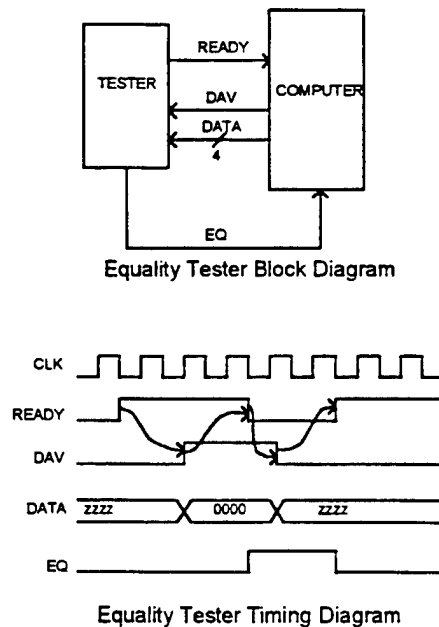 READY
TESTER
COMPUTER
DAV
DATA
4
EQ
Equality Tester Block Diagram
CLK
READY
DAV
DATA
zzzz
0000
zzzz
EQ
Equality Tester Timing Diagram